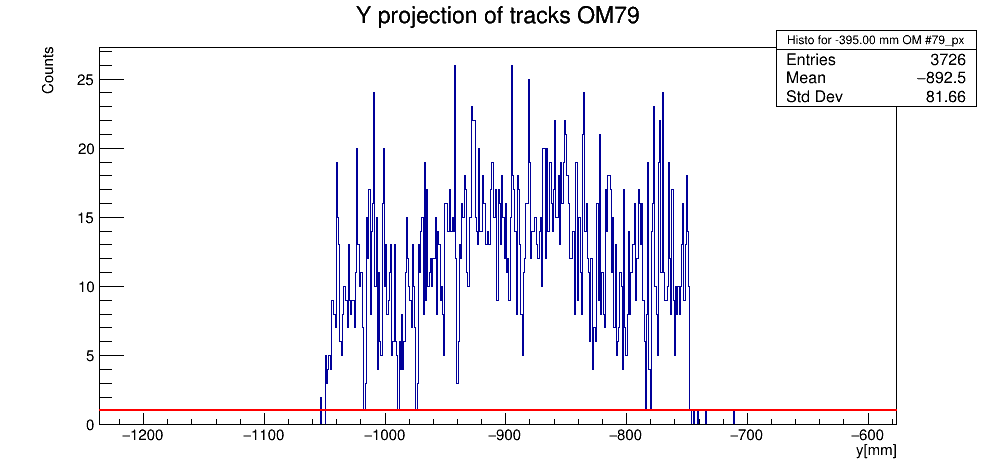 Y projection of tracks OM79
Histo for -395.00 mm OM #79_px
Entries 3726
Mean −892.5
Std Dev 81.66
Counts
25
20
15
10
5
0
−1200 −1100 −1000 −900 −800 −700 −600
y[mm]